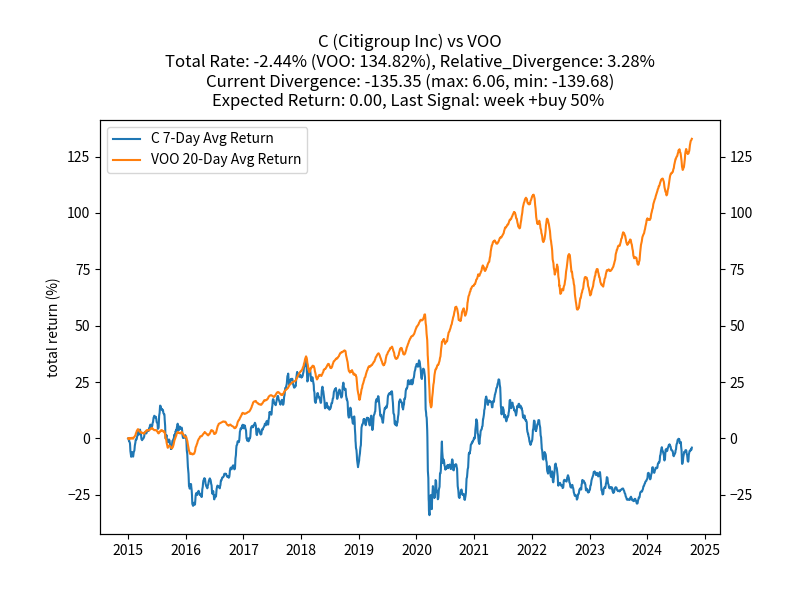 C (Citigroup Inc) vs VOO
Total Rate: -2.44% (VOO: 134.82%), Relative_Divergence: 3.28%
Current Divergence: -135.35 (max: 6.06, min: -139.68)
Expected Return: 0.00, Last Signal: week +buy 50%
C 7-Day Avg Return
VOO 20-Day Avg Return
total return (%)
125
100
75
50
25
0
−25
125
100
75
50
25
0
−25
2015 2016 2017 2018 2019 2020 2021 2022 2023 2024 2025